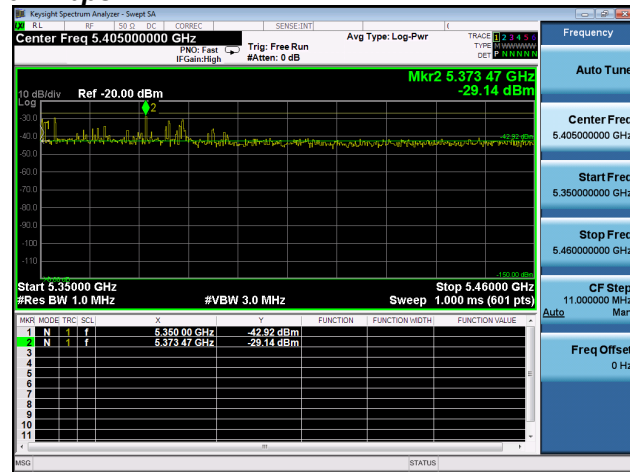 Keysight Spectrum Analyzer - Swept SA
RL RF 50 Ω DC CORREC SENSE:INT
Center Freq 5.405000000 GHz
PNO: Fast
IFGain:High
Trig: Free Run
#Atten: 0 dB
Avg Type: Log-Pwr
TRACE 1 2 3 4 5 6
TYPE MWWWWW
DET P NNNNN
Frequency
Auto Tune
Mkr2 5.373 47 GHz
-29.14 dBm
10 dB/div Ref -20.00 dBm
Log
2
-30.0
-40.0
-50.0
-60.0
-70.0
-80.0
-90.0
-100
-110
-42.92 dBm
-150.00 dBm
Center Freq
5.405000000 GHz
Start Freq
5.350000000 GHz
Stop Freq
5.460000000 GHz
Start 5.35000 GHz Stop 5.46000 GHz
#Res BW 1.0 MHz #VBW 3.0 MHz Sweep 1.000 ms (601 pts)
CF Step
11.000000 MHz
Auto Man
Freq Offset
0 Hz
MKR MODE TRC SCL X Y FUNCTION FUNCTION WIDTH FUNCTION VALUE
1 N 1 f 5.350 00 GHz -42.92 dBm
2 N 1 f 5.373 47 GHz -29.14 dBm
3
4
5
6
7
8
9
10
11
MSG STATUS